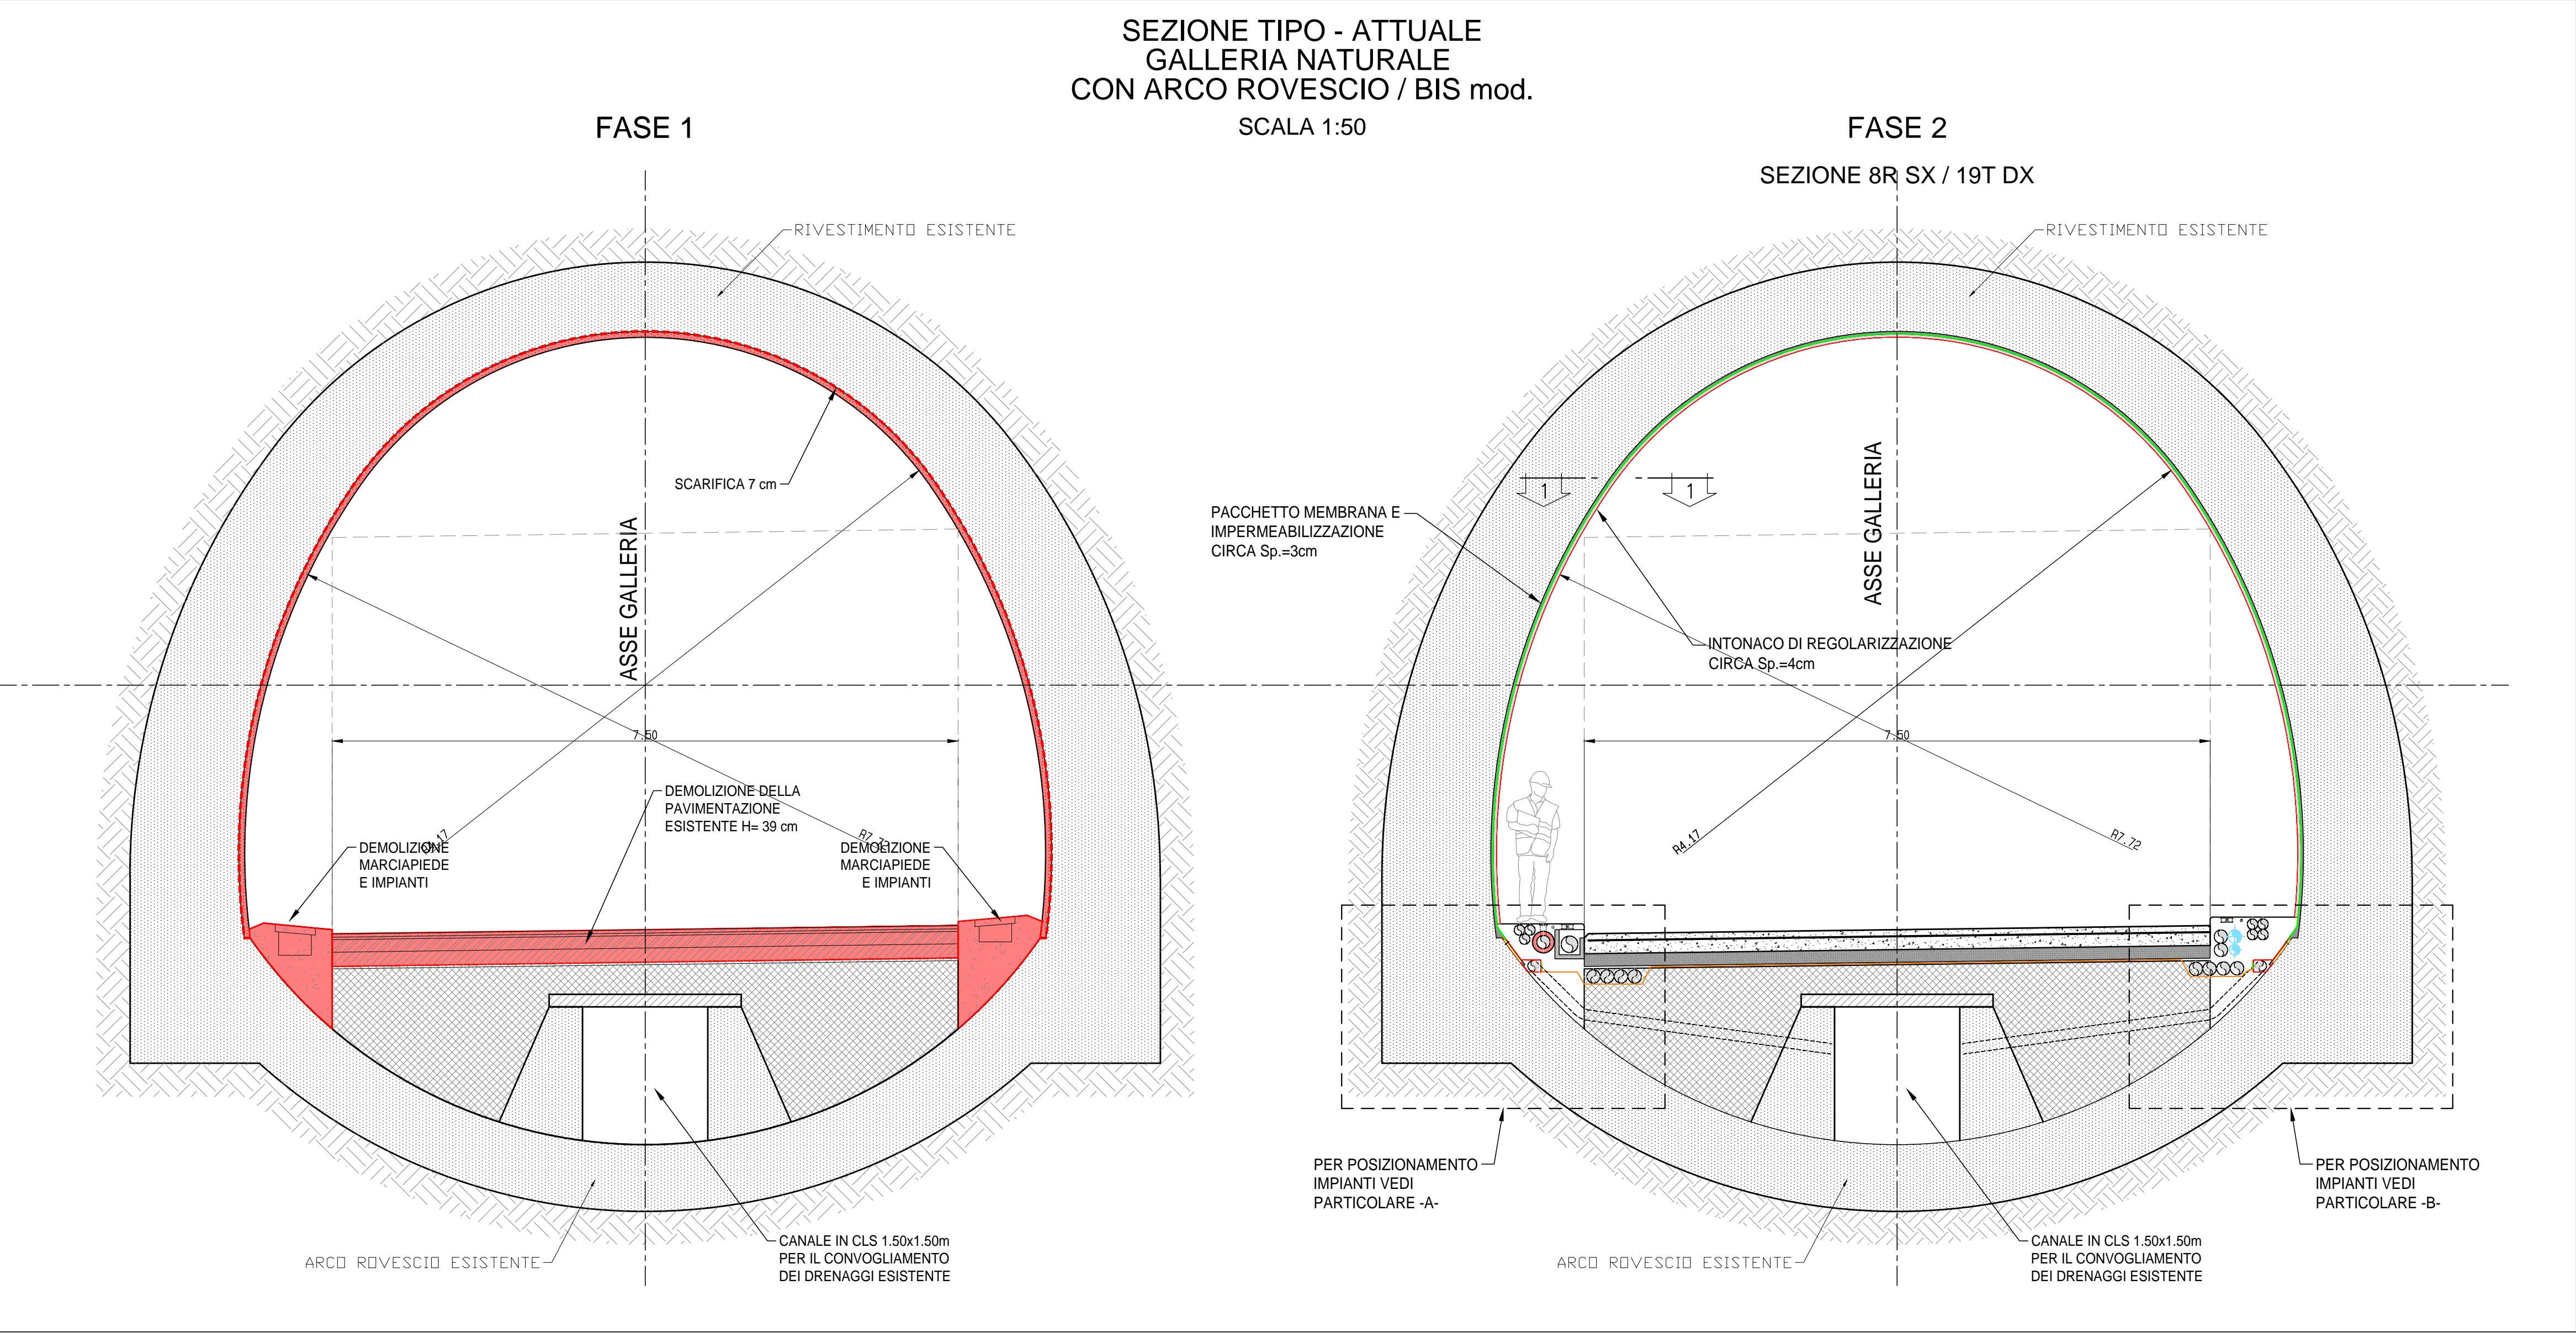 SEZIONE TIPO - ATTUALE
GALLERIA NATURALE
CON ARCO ROVESCIO / BIS mod.
SCALA 1:50
FASE 1
RIVESTIMENTO ESISTENTE
SCARIFICA 7 cm
ASSE GALLERIA
7.50
DEMOLIZIONE DELLA
PAVIMENTAZIONE
ESISTENTE H= 39 cm
R7.72
DEMOLIZIONE
MARCIAPIEDE
E IMPIANTI
DEMOLIZIONE
MARCIAPIEDE
E IMPIANTI
ARCO ROVESCIO ESISTENTE
CANALE IN CLS 1.50x1.50m
PER IL CONVOGLIAMENTO
DEI DRENAGGI ESISTENTE
FASE 2
SEZIONE 8R SX / 19T DX
RIVESTIMENTO ESISTENTE
1
1
PACCHETTO MEMBRANA E
IMPERMEABILIZZAZIONE
CIRCA Sp.=3cm
ASSE GALLERIA
INTONACO DI REGOLARIZZAZIONE
CIRCA Sp.=4cm
7.50
R4.17
R7.72
PER POSIZIONAMENTO
IMPIANTI VEDI
PARTICOLARE -A-
PER POSIZIONAMENTO
IMPIANTI VEDI
PARTICOLARE -B-
ARCO ROVESCIO ESISTENTE
CANALE IN CLS 1.50x1.50m
PER IL CONVOGLIAMENTO
DEI DRENAGGI ESISTENTE